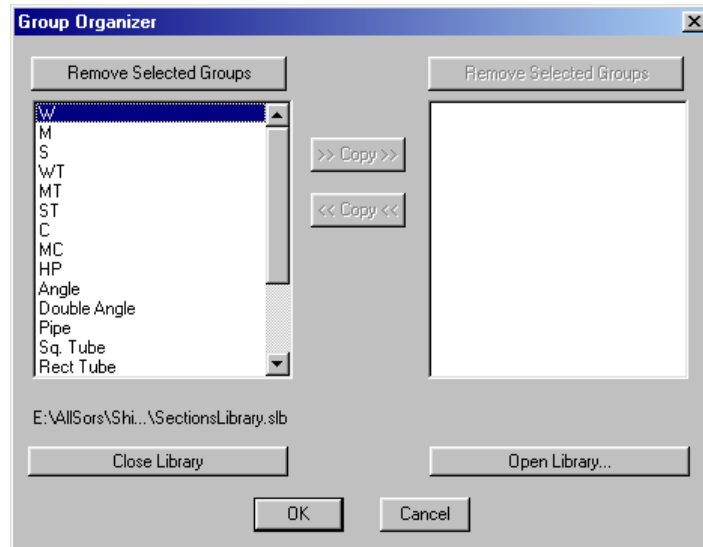 Group Organizer
Remove Selected Groups
Remove Selected Groups
W
M
S
WT
MT
ST
C
MC
HP
Angle
Double Angle
Pipe
Sq. Tube
Rect Tube
>> Copy >>
<< Copy <<
E:\AllSors\Shi...\SectionsLibrary.slb
Close Library
Open Library...
OK
Cancel